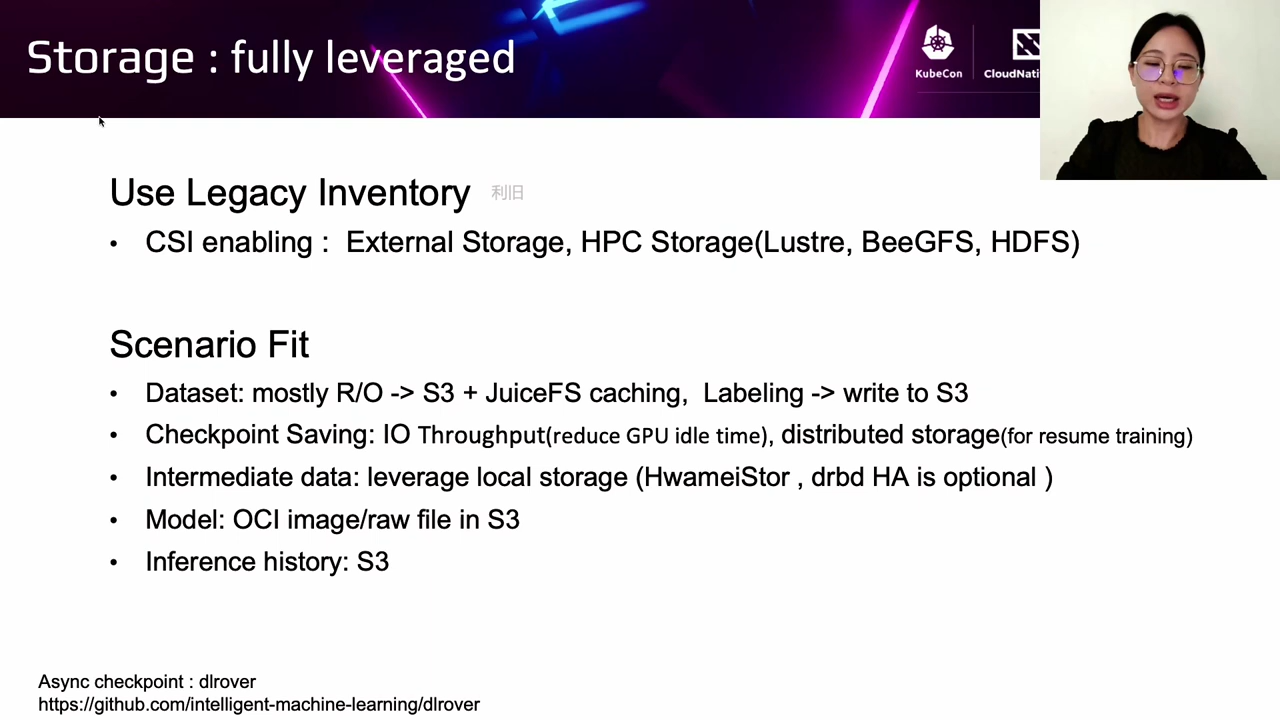 Storage : fully leveraged
KubeCon
CloudNati
Use Legacy Inventory 利旧
• CSI enabling : External Storage, HPC Storage(Lustre, BeeGFS, HDFS)
Scenario Fit
• Dataset: mostly R/O -> S3 + JuiceFS caching, Labeling -> write to S3
• Checkpoint Saving: IO Throughput(reduce GPU idle time), distributed storage(for resume training)
• Intermediate data: leverage local storage (HwameiStor , drbd HA is optional )
• Model: OCI image/raw file in S3
• Inference history: S3
Async checkpoint : dlrover
https://github.com/intelligent-machine-learning/dlrover